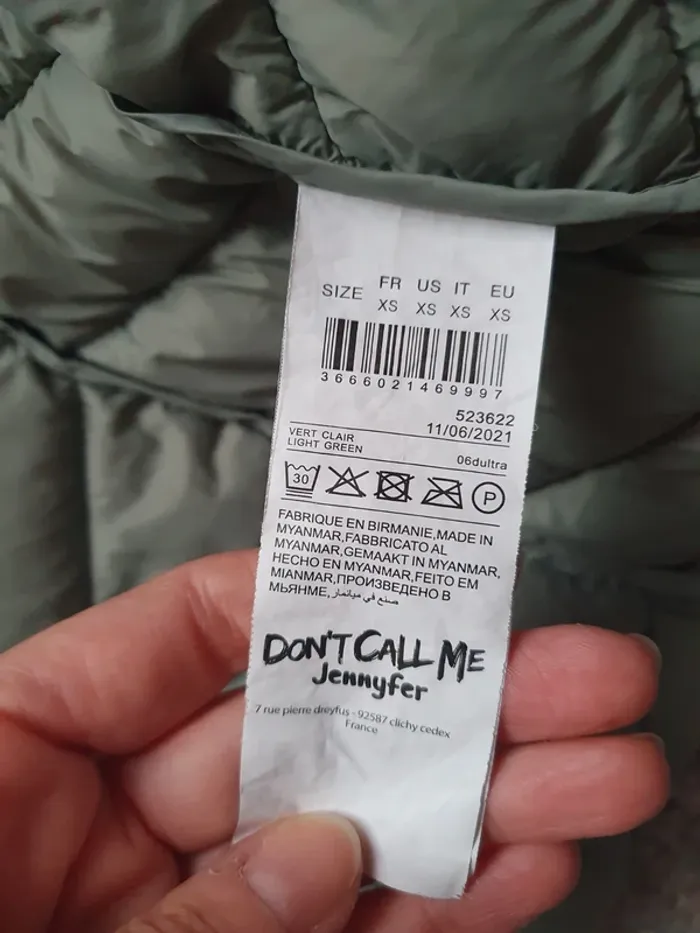 SIZE FR US IT EU
XS XS XS XS
3666021469997
523622
11/06/2021
VERT CLAIR
LIGHT GREEN
06dultra
30
P
FABRIQUE EN BIRMANIE,MADE IN
MYANMAR,FABBRICATO AL
MYANMAR,GEMAAKT IN MYANMAR,
HECHO EN MYANMAR,FEITO EM
MIANMAR,ПРОИЗВЕДЕНО В
МЬЯНМЕ,صنع في ميانمار
DON'T CALL ME
Jennyfer
7 rue pierre dreyfus - 92587 clichy cedex
France